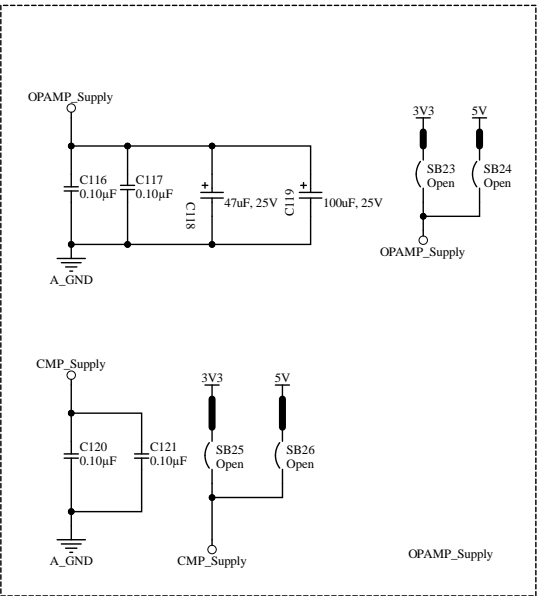 OPAMP_Supply
C116
0.10µF
C117
0.10µF
+
C118
47uF, 25V
+
C119
100uF, 25V
A_GND
3V3
5V
SB23
Open
SB24
Open
OPAMP_Supply
CMP_Supply
C120
0.10µF
C121
0.10µF
A_GND
3V3
5V
SB25
Open
SB26
Open
CMP_Supply
OPAMP_Supply